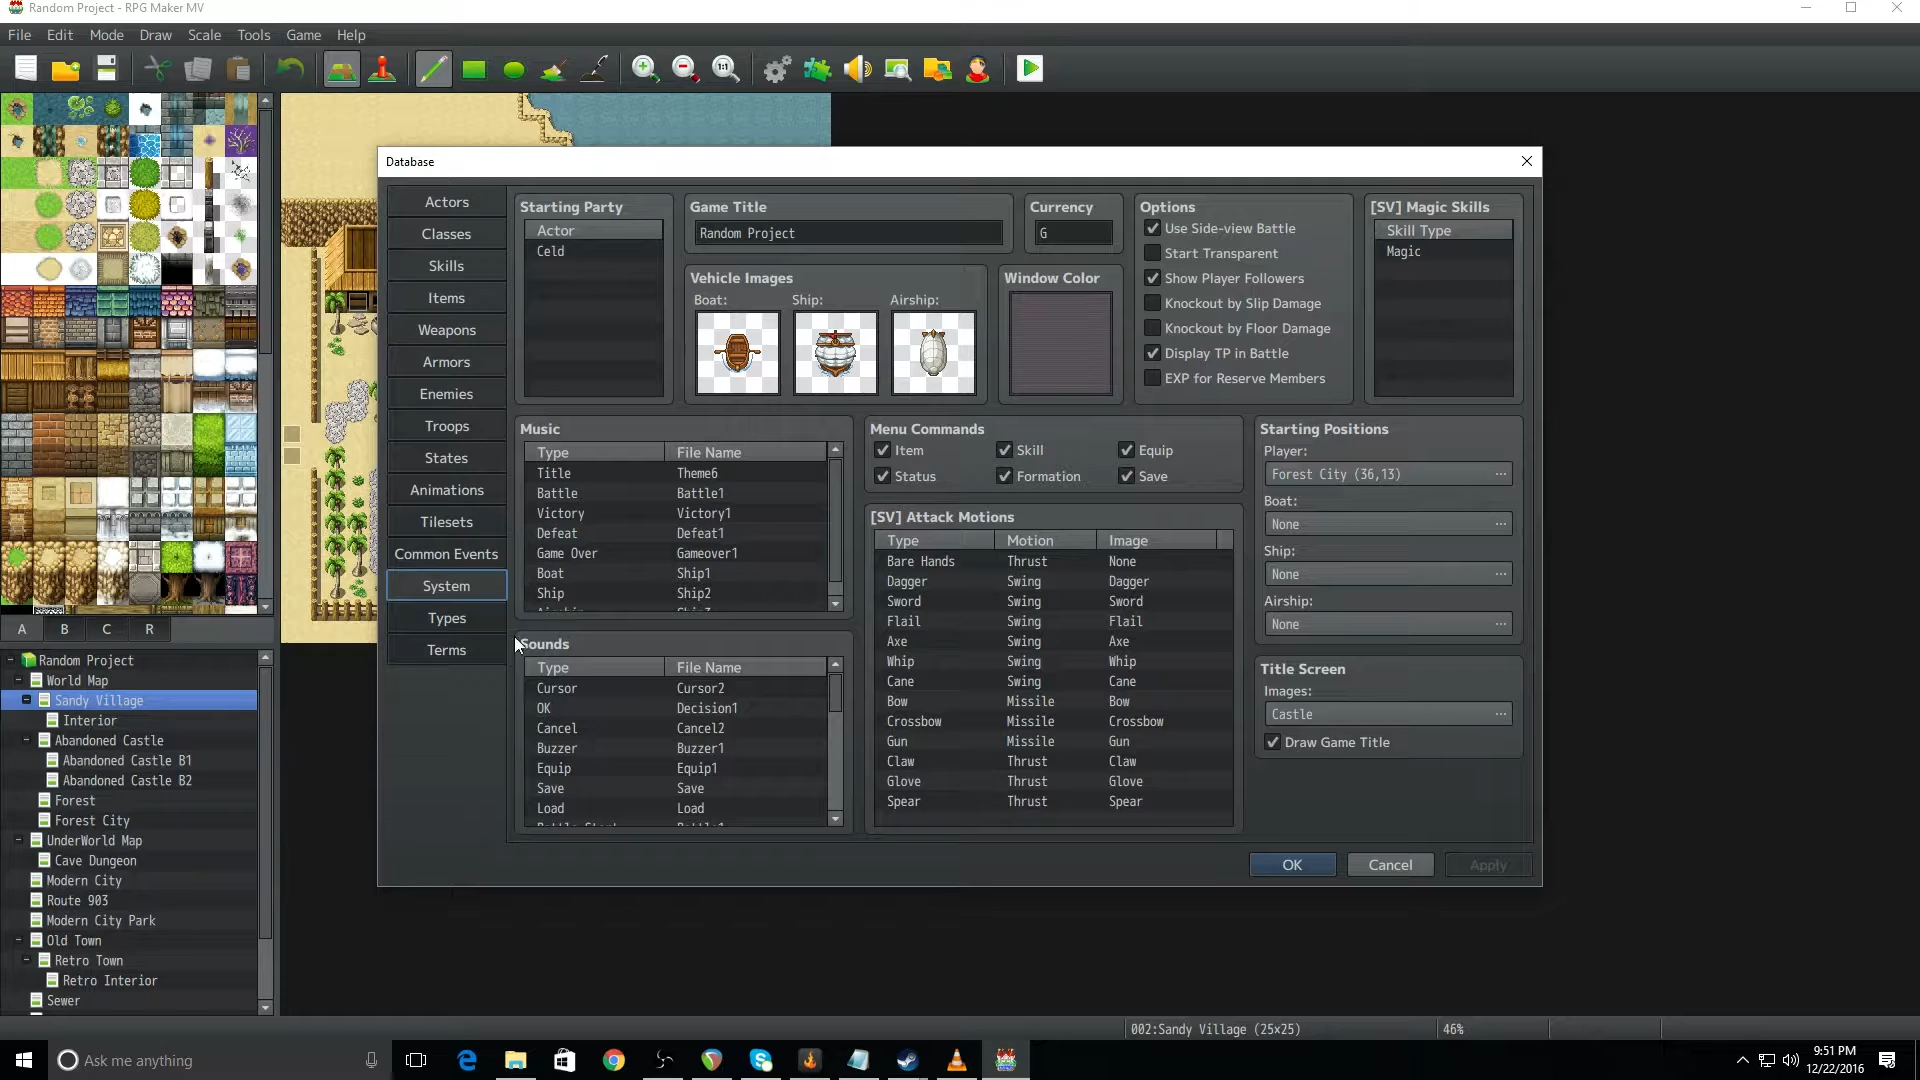 Random Project - RPG Maker MV
File Edit Mode Draw Scale Tools Game Help
1:1
Database
Actors
Classes
Skills
Items
Weapons
Armors
Enemies
Troops
States
Animations
Tilesets
Common Events
System
Types
Terms
Starting Party
Actor
Celd
Game Title
Random Project
Currency
G
Vehicle Images
Boat: Ship: Airship:
Window Color
Options
Use Side-view Battle
Start Transparent
Show Player Followers
Knockout by Slip Damage
Knockout by Floor Damage
Display TP in Battle
EXP for Reserve Members
[SV] Magic Skills
Skill Type
Magic
Music
Type File Name
Title Theme6
Battle Battle1
Victory Victory1
Defeat Defeat1
Game Over Gameover1
Boat Ship1
Ship Ship2
Sounds
Type File Name
Cursor Cursor2
OK Decision1
Cancel Cancel2
Buzzer Buzzer1
Equip Equip1
Save Save
Load Load
Menu Commands
Item Skill Equip
Status Formation Save
[SV] Attack Motions
Type Motion Image
Bare Hands Thrust None
Dagger Swing Dagger
Sword Swing Sword
Flail Swing Flail
Axe Swing Axe
Whip Swing Whip
Cane Swing Cane
Bow Missile Bow
Crossbow Missile Crossbow
Gun Missile Gun
Claw Thrust Claw
Glove Thrust Glove
Spear Thrust Spear
Starting Positions
Player:
Forest City (36,13) ...
Boat:
None ...
Ship:
None ...
Airship:
None ...
Title Screen
Images:
Castle ...
Draw Game Title
OK Cancel Apply
A B C R
Random Project
World Map
Sandy Village
Interior
Abandoned Castle
Abandoned Castle B1
Abandoned Castle B2
Forest
Forest City
UnderWorld Map
Cave Dungeon
Modern City
Route 903
Modern City Park
Old Town
Retro Town
Retro Interior
Sewer
002:Sandy Village (25x25) 46%
Ask me anything
9:51 PM
12/22/2016